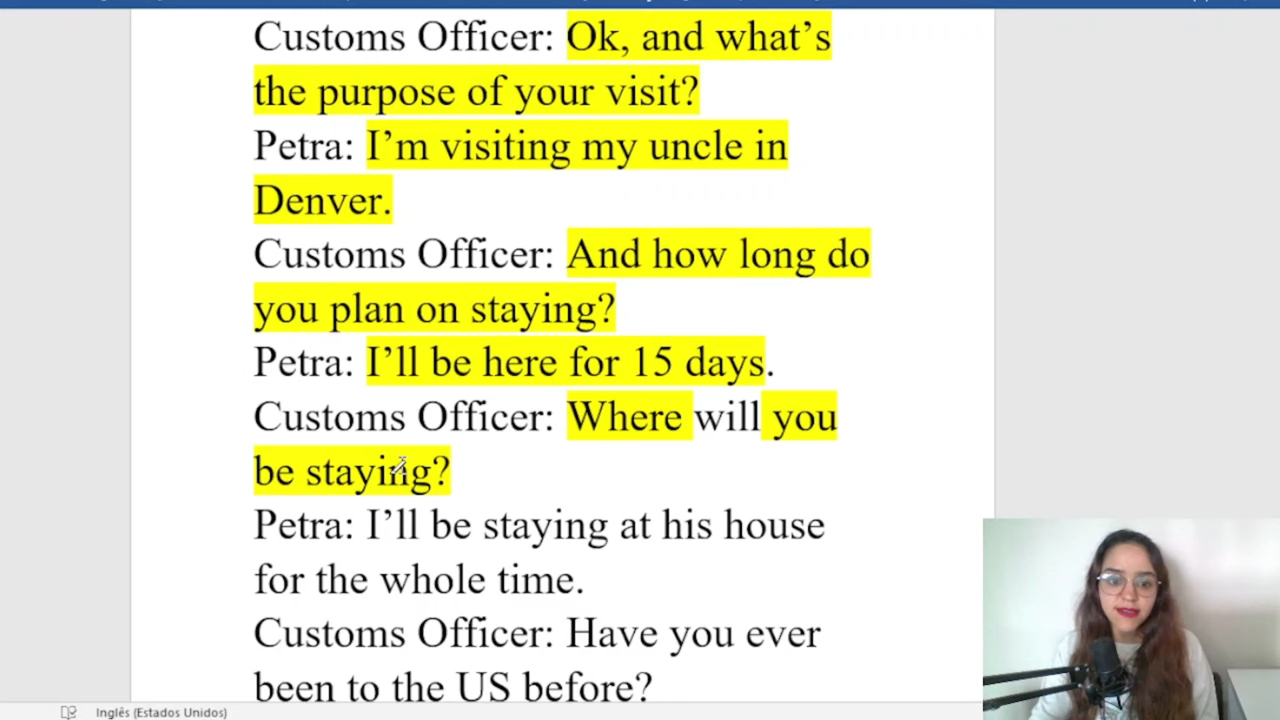 Customs Officer: Ok, and what’s
the purpose of your visit?
Petra: I’m visiting my uncle in
Denver.
Customs Officer: And how long do
you plan on staying?
Petra: I’ll be here for 15 days.
Customs Officer: Where will you
be staying?
Petra: I’ll be staying at his house
for the whole time.
Customs Officer: Have you ever
been to the US before?
Inglês (Estados Unidos)